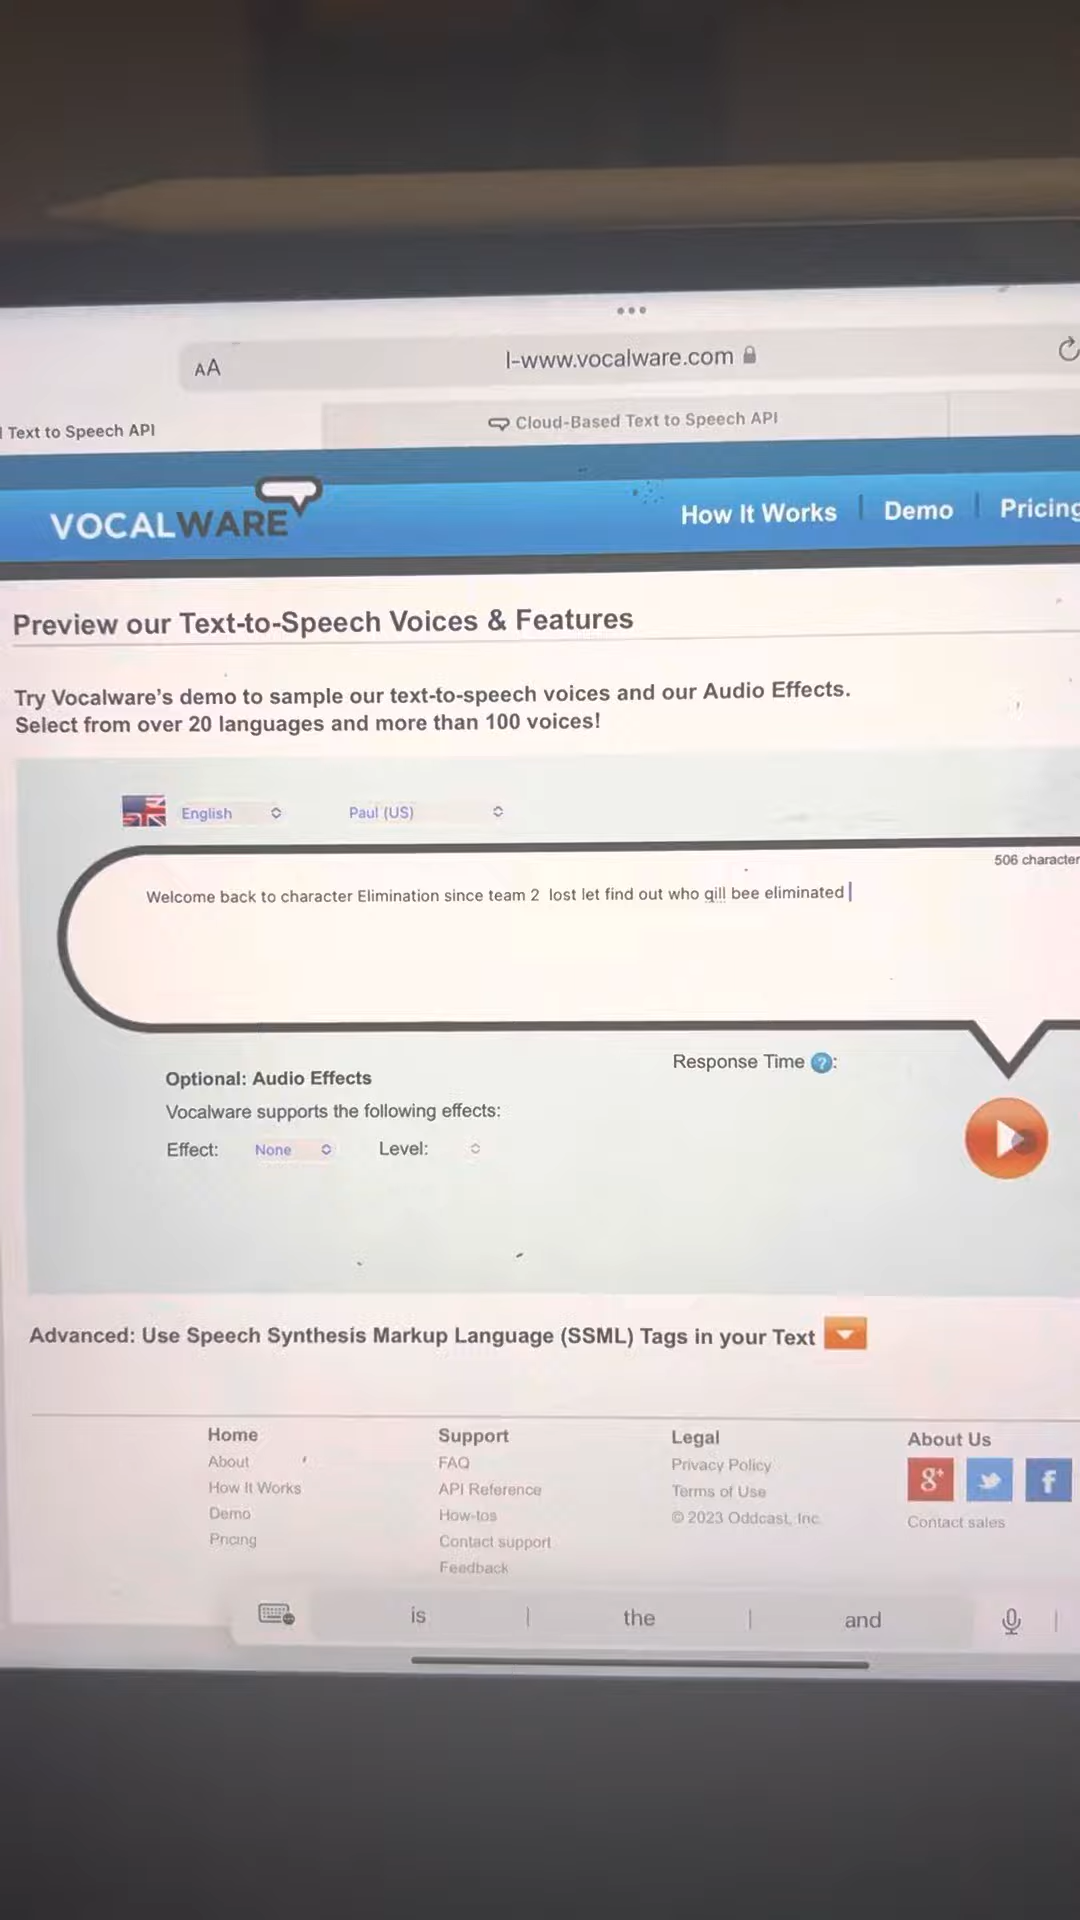 AA
l-www.vocalware.com
Text to Speech API
Cloud-Based Text to Speech API
VOCALWARE
How It Works
Demo
Pricing
Preview our Text-to-Speech Voices & Features
Try Vocalware's demo to sample our text-to-speech voices and our Audio Effects.
Select from over 20 languages and more than 100 voices!
English
Paul (US)
506 character
Welcome back to character Elimination since team 2 lost let find out who gill bee eliminated
Response Time ?:
Optional: Audio Effects
Vocalware supports the following effects:
Effect: None Level:
Advanced: Use Speech Synthesis Markup Language (SSML) Tags in your Text
Home
About
How It Works
Demo
Pricing
Support
FAQ
API Reference
How-tos
Contact support
Feedback
Legal
Privacy Policy
Terms of Use
© 2023 Oddcast, Inc.
About Us
g+ f
Contact sales
is the and